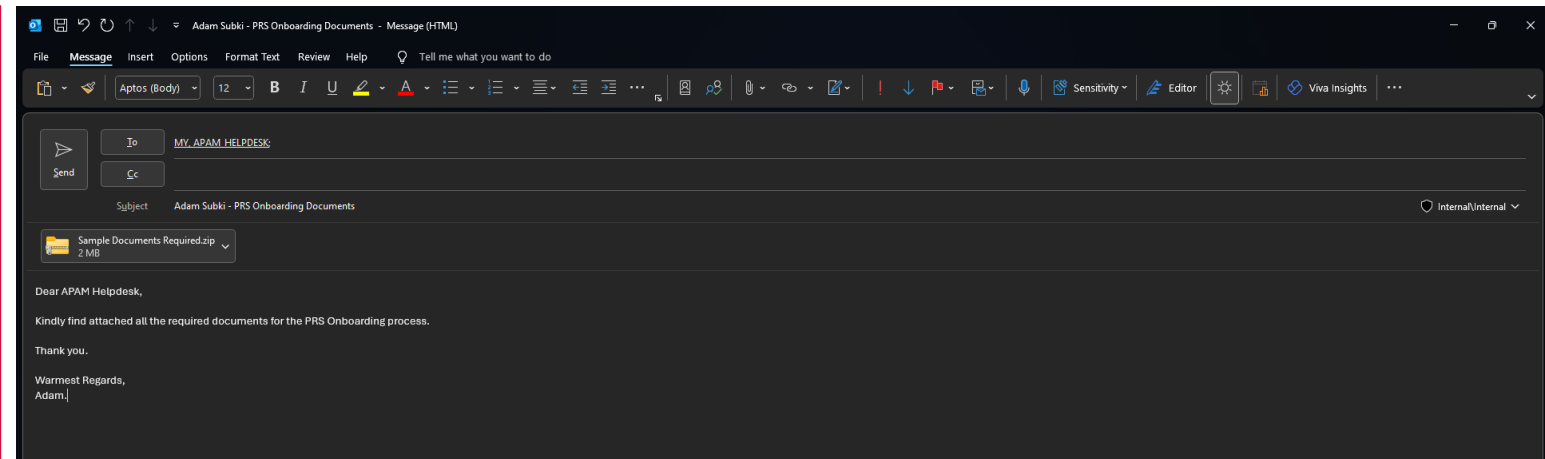 Adam Subki - PRS Onboarding Documents - Message (HTML)
File Message Insert Options Format Text Review Help Tell me what you want to do
Aptos (Body) 12 B I U A Sensitivity Editor Viva Insights
Send
To MY, APAM HELPDESK;
Cc
Subject Adam Subki - PRS Onboarding Documents Internal\Internal
Sample Documents Required.zip
2 MB
Dear APAM Helpdesk,
Kindly find attached all the required documents for the PRS Onboarding process.
Thank you.
Warmest Regards,
Adam.